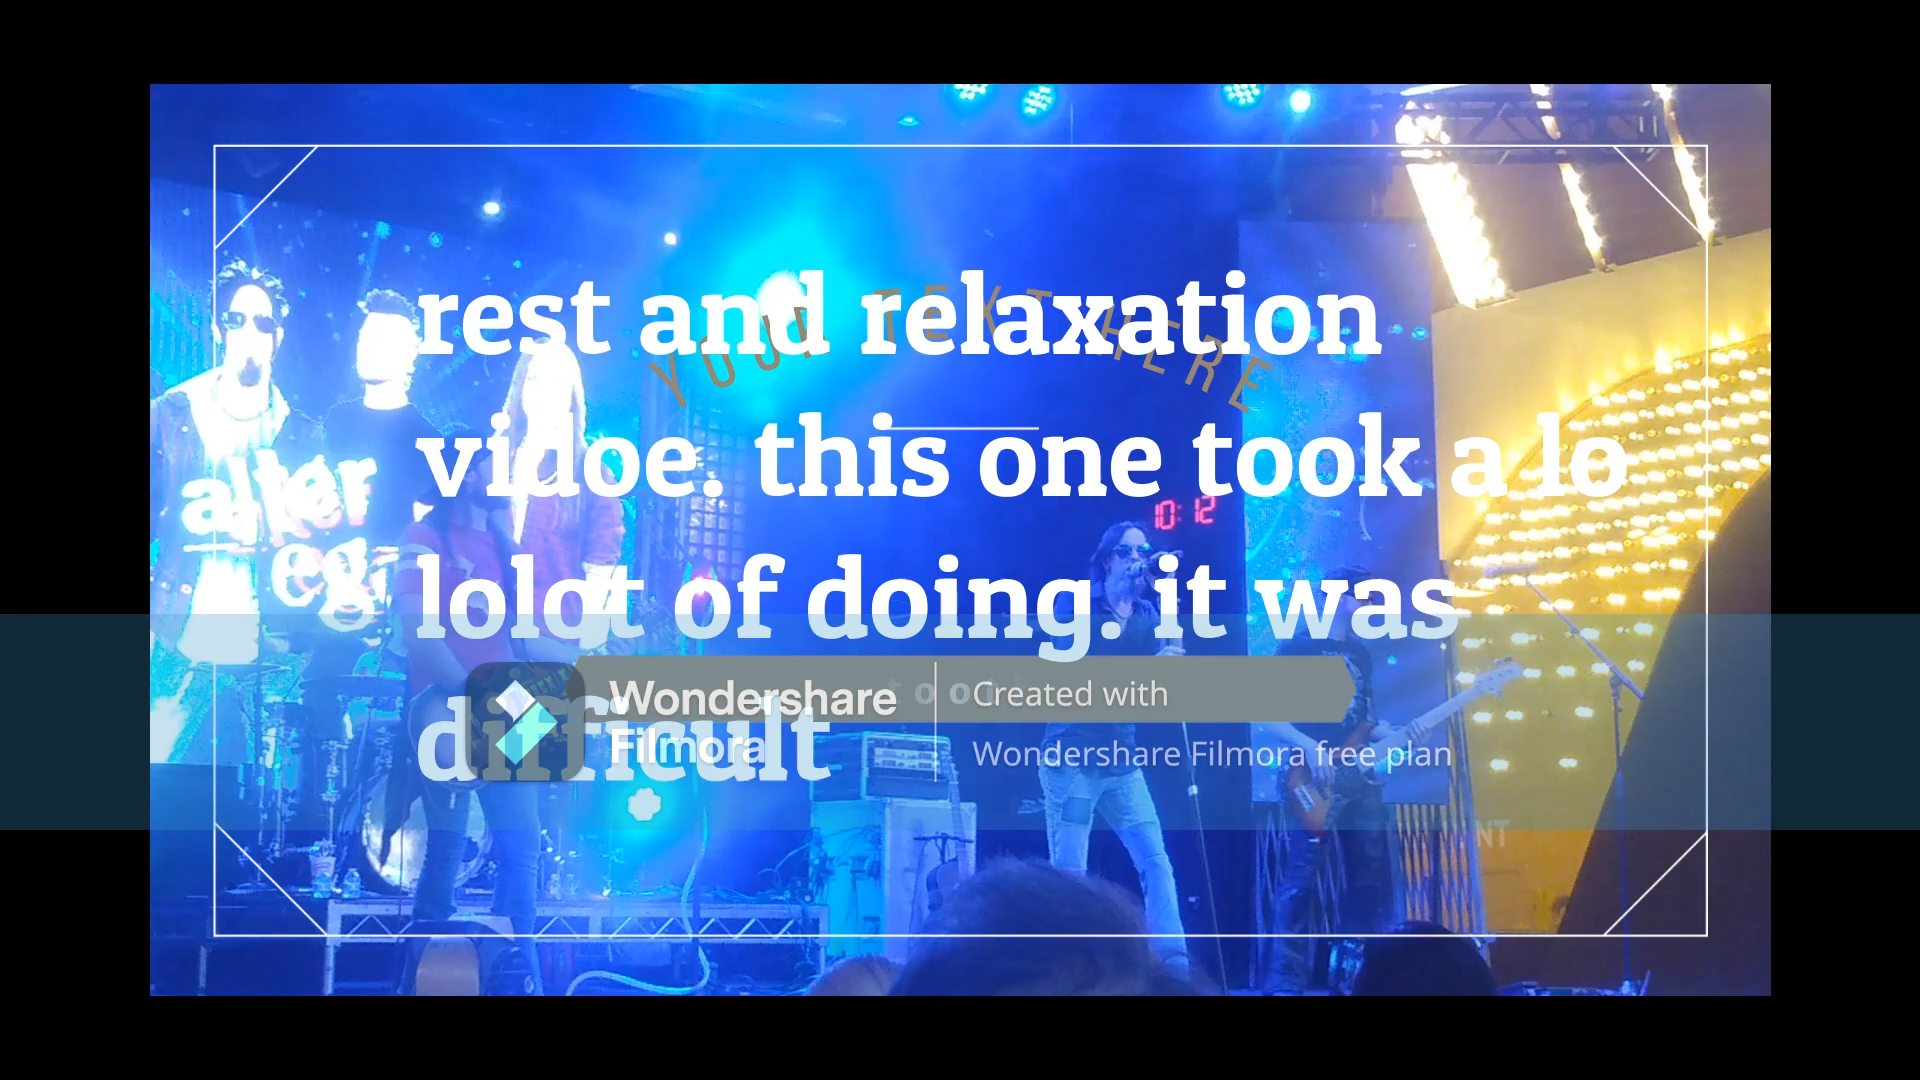 YOUR TEXT HERE
rest and relaxation
vidoe. this one took a lo
lolot of doing. it was
difficult
10:12
alter
Wondershare
Filmora
Created with
Wondershare Filmora free plan